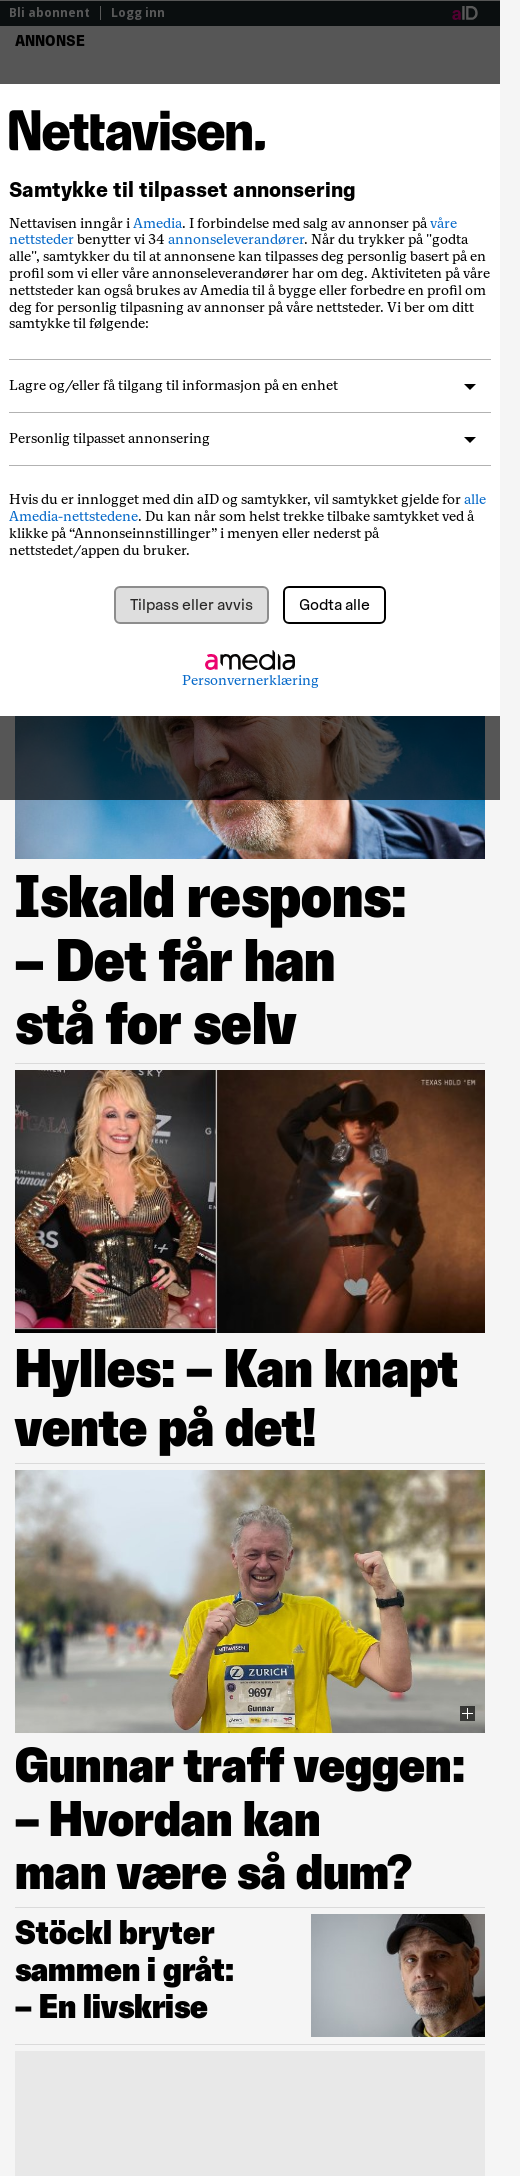 Bli abonnent
Logg inn
aID
ANNONSE
Nettavisen.
Samtykke til tilpasset annonsering
Nettavisen inngår i Amedia. I forbindelse med salg av annonser på våre
nettsteder benytter vi 34 annonseleverandører. Når du trykker på "godta
alle", samtykker du til at annonsene kan tilpasses deg personlig basert på en
profil som vi eller våre annonseleverandører har om deg. Aktiviteten på våre
nettsteder kan også brukes av Amedia til å bygge eller forbedre en profil om
deg for personlig tilpasning av annonser på våre nettsteder. Vi ber om ditt
samtykke til følgende:
Lagre og/eller få tilgang til informasjon på en enhet
Personlig tilpasset annonsering
Hvis du er innlogget med din aID og samtykker, vil samtykket gjelde for alle
Amedia-nettstedene. Du kan når som helst trekke tilbake samtykket ved å
klikke på “Annonseinnstillinger” i menyen eller nederst på
nettstedet/appen du bruker.
Tilpass eller avvis
Godta alle
amedia
Personvernerklæring
Iskald respons:
– Det får han
stå for selv
SKY
TEXAS HOLD 'EM
Hylles: – Kan knapt
vente på det!
NETTAVISEN
ZURICH
9697
Gunnar
Gunnar traff veggen:
– Hvordan kan
man være så dum?
Stöckl bryter
sammen i gråt:
– En livskrise